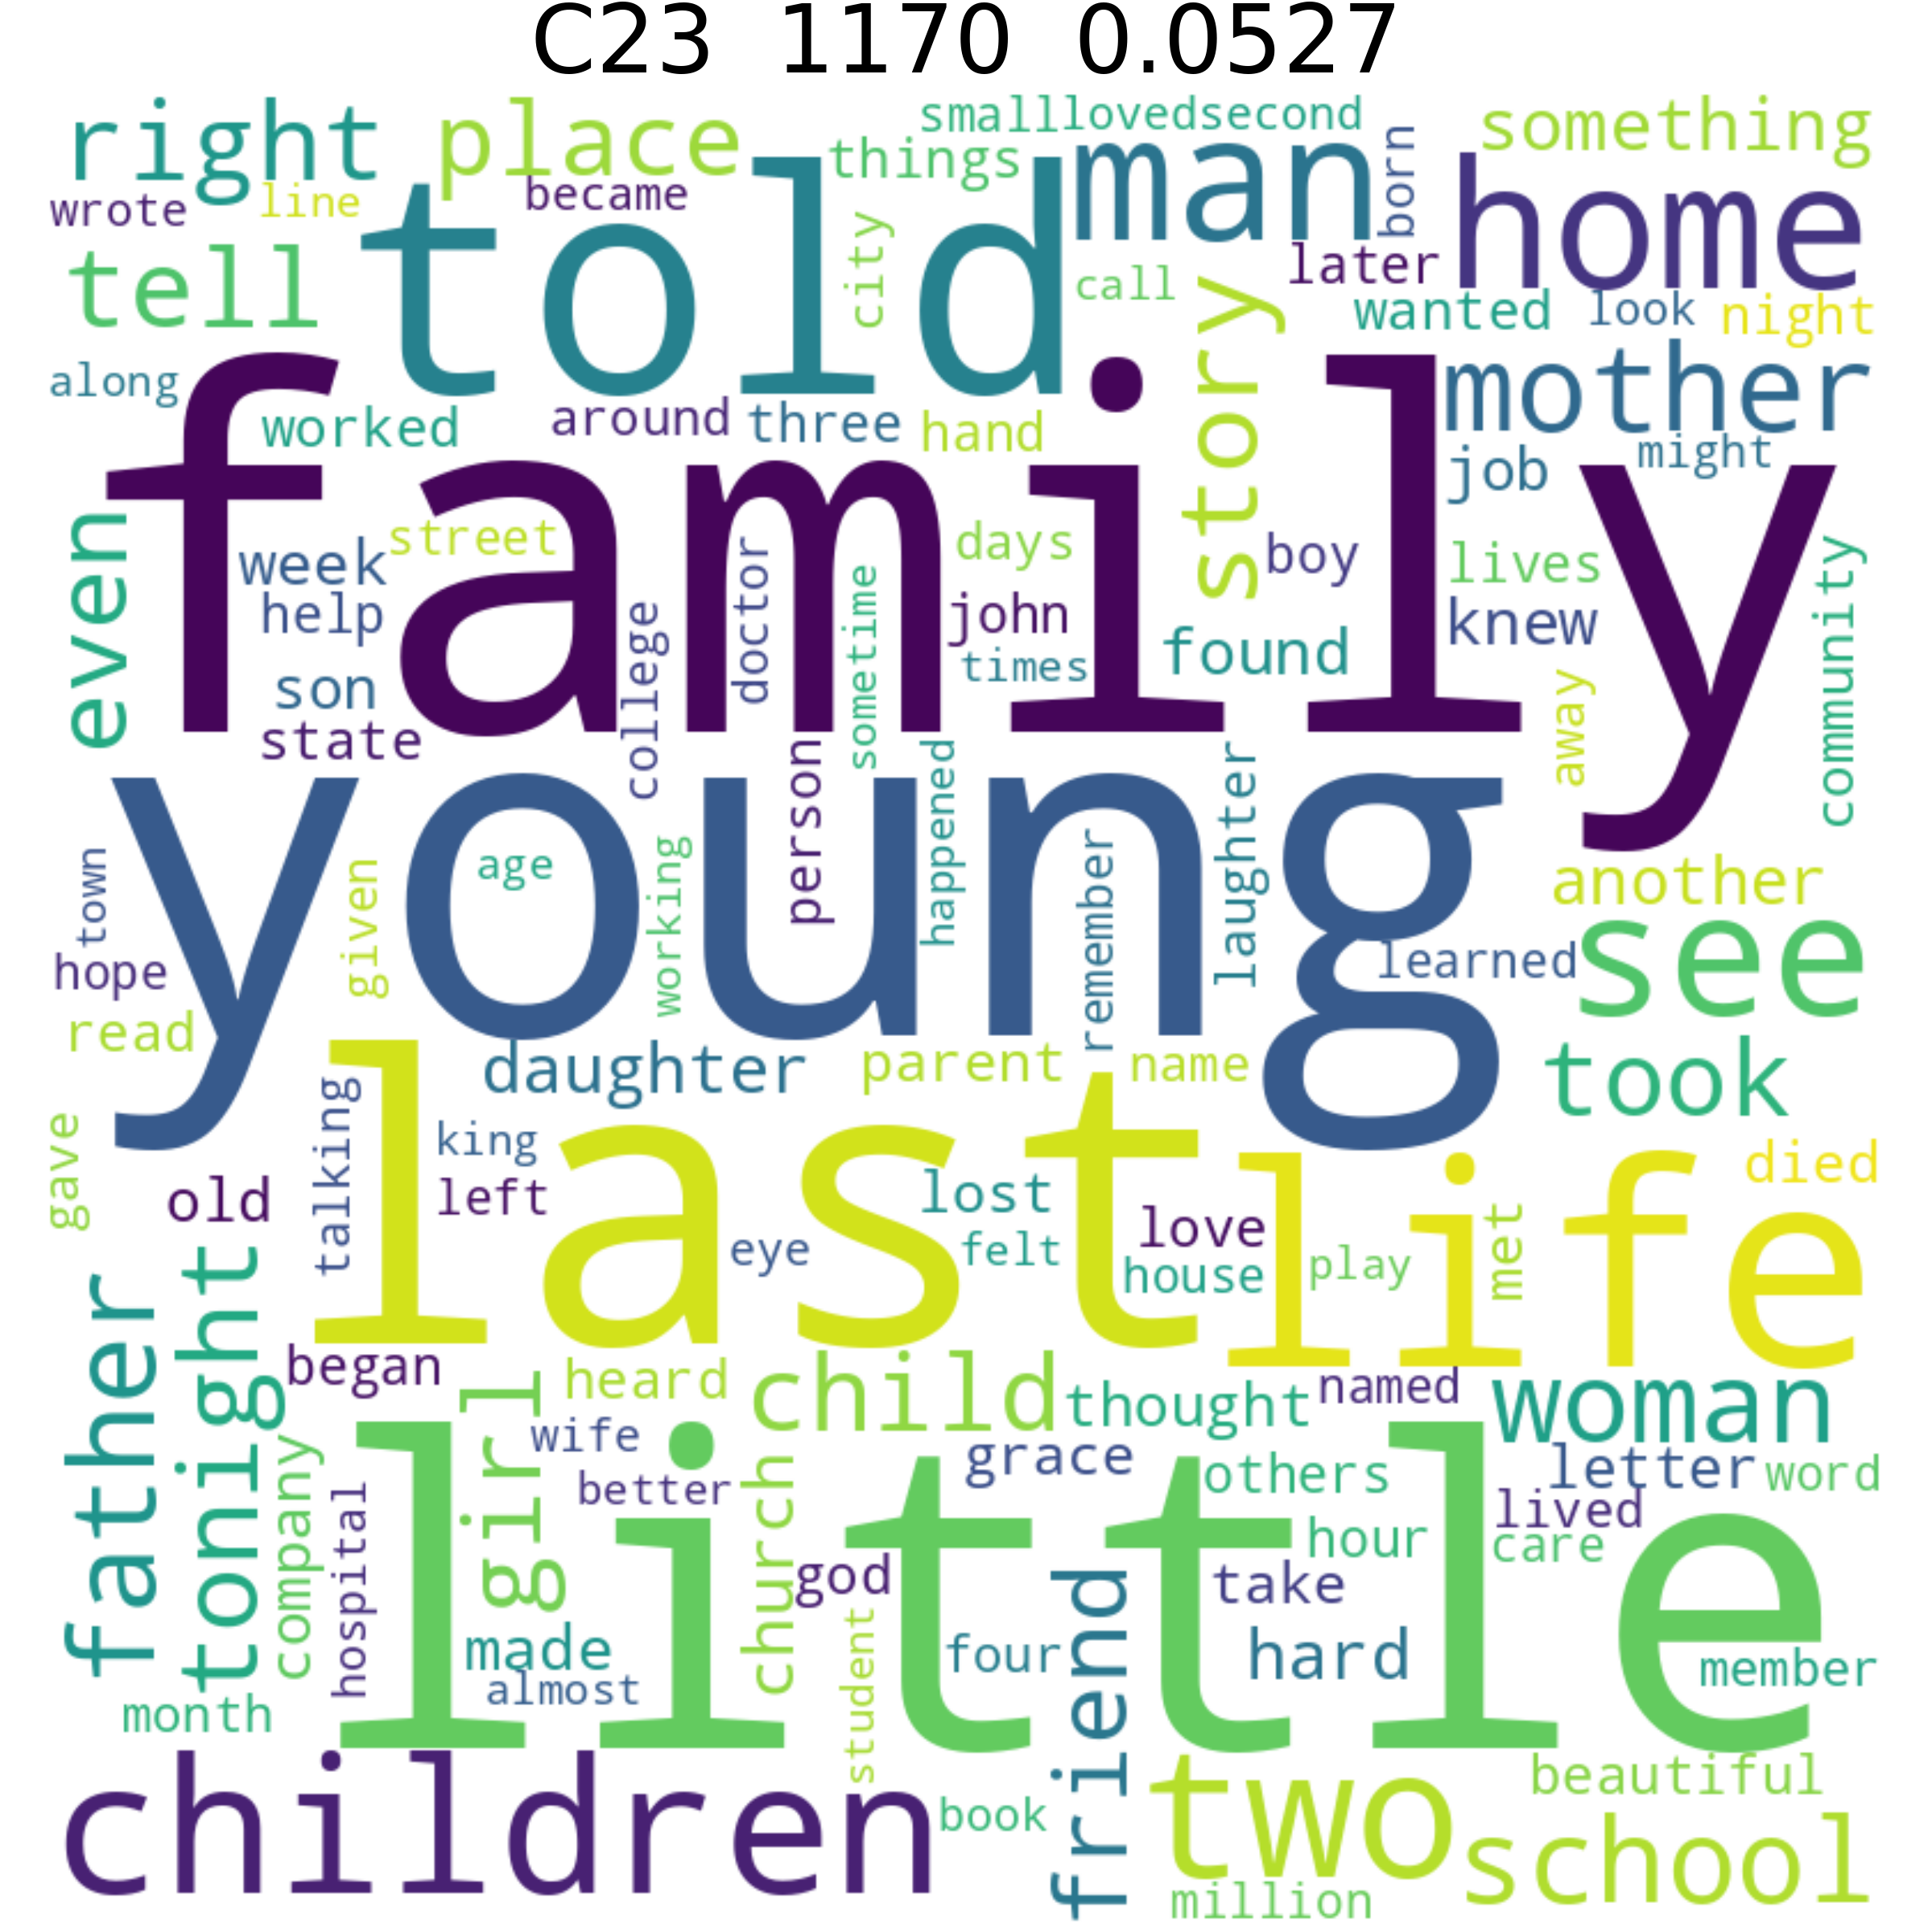 C23 1170 0.0527
right place smalllovedsecond something
things man born home
wrote line became
tell told city call story later
wanted look night
along mother
worked around three hand
job might
family
even week street days boy lives community
help college doctor sometime john knew
times found
son away
state person happened laughter
young
town given age working remember another
hope learned see
read
daughter parent name took
last
gave talking king life died
old left lost love met
eye felt house play
father tonight began girl heard child thought named woman
wife grace letter word
company hospital better church others lived
little
hour care
god take
made student four friend hard member
almost
month
children book two beautiful
school
million